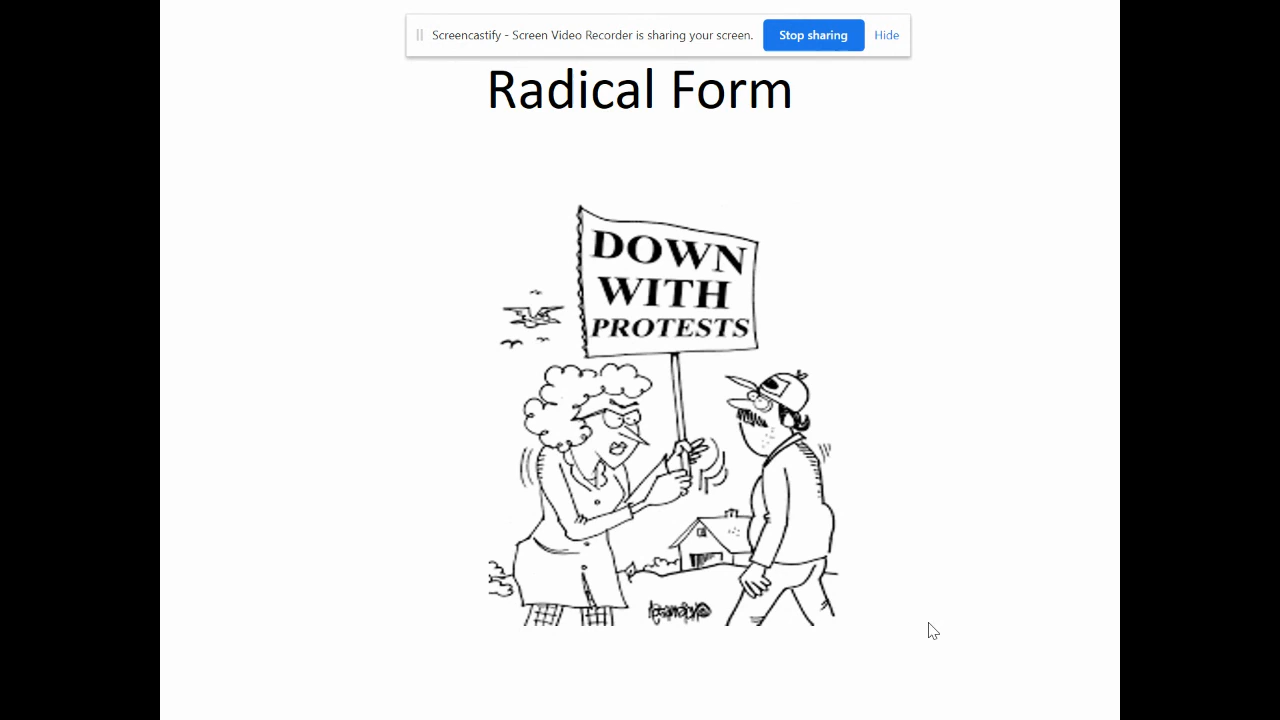 Screencastify - Screen Video Recorder is sharing your screen. Stop sharing Hide
Radical Form
DOWN
WITH
PROTESTS